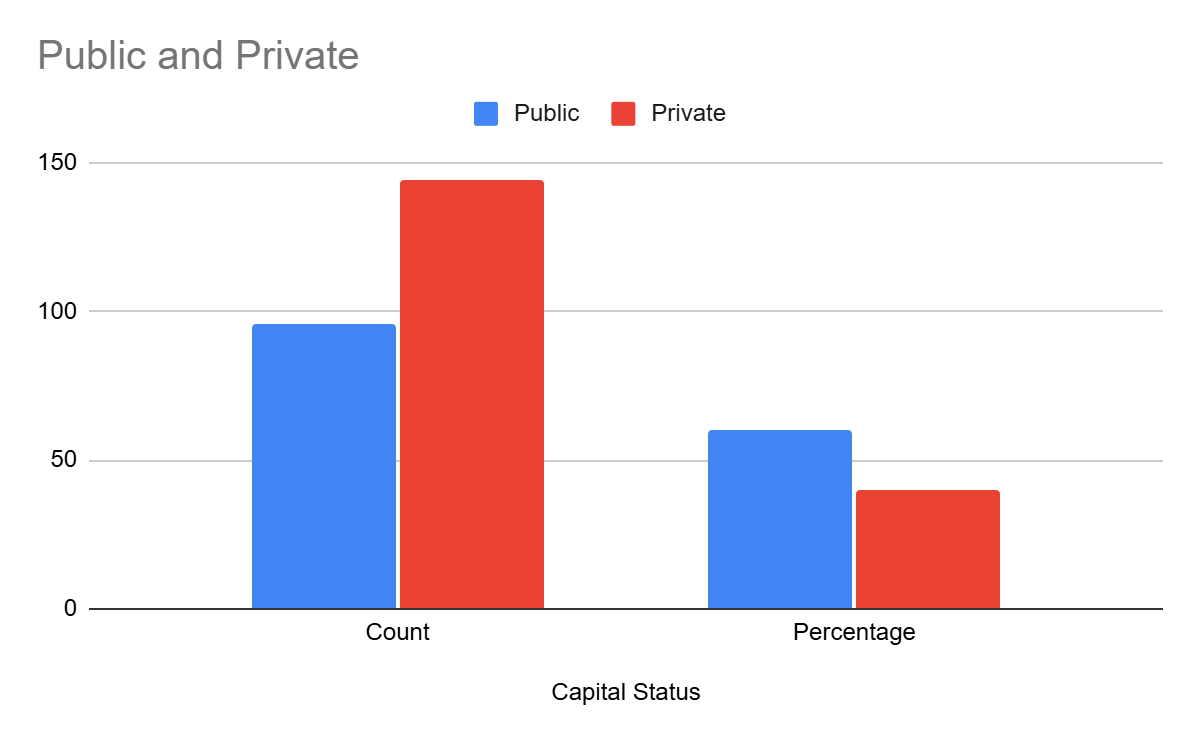 Public and Private
Public Private
150
100
50
0
Count Percentage
Capital Status